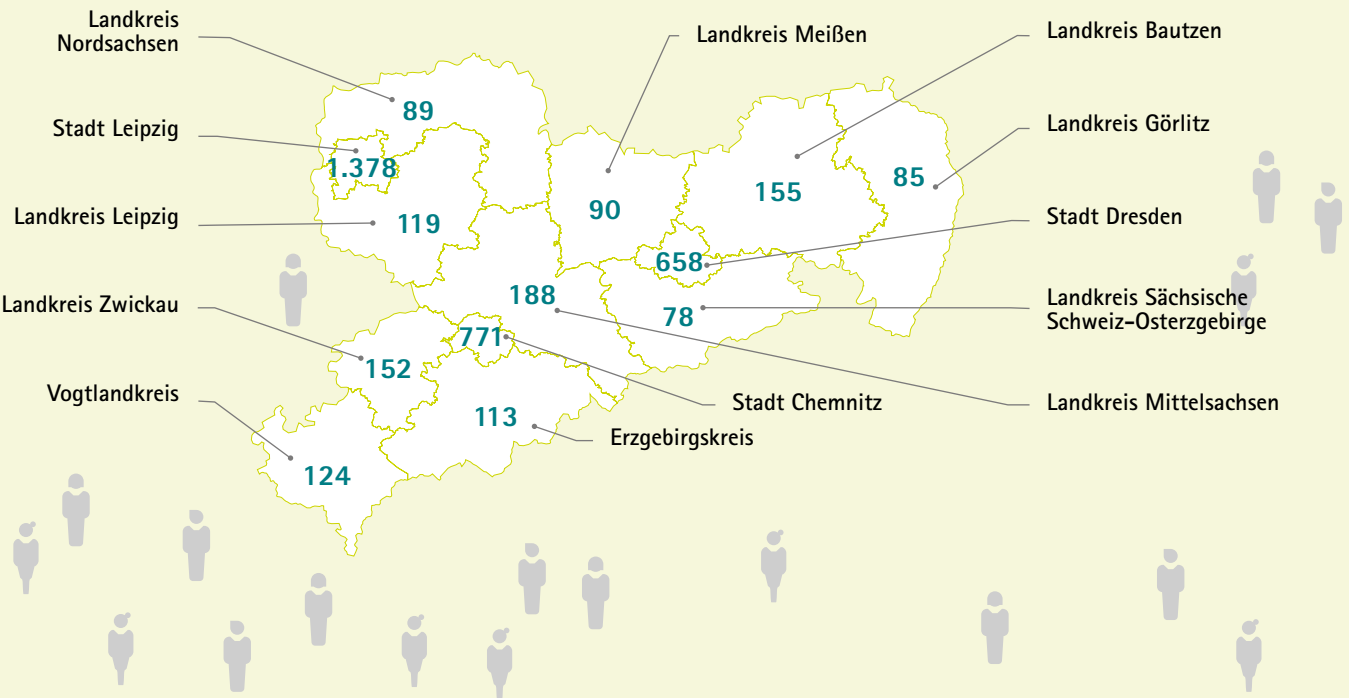 Landkreis
Nordsachsen
Landkreis Meißen
Landkreis Bautzen
89
Stadt Leipzig
Landkreis Görlitz
1.378
85
155
90
Landkreis Leipzig
119
Stadt Dresden
658
188
Landkreis Zwickau
Landkreis Sächsische
Schweiz-Osterzgebirge
78
771
152
Vogtlandkreis
Stadt Chemnitz
Landkreis Mittelsachsen
113
Erzgebirgskreis
124